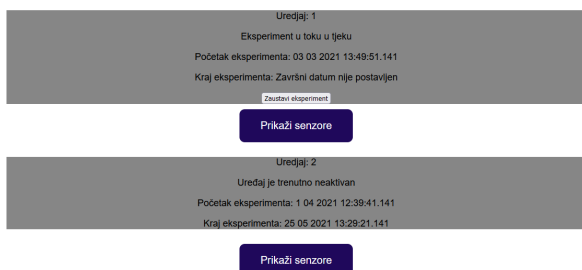 Uredjaj: 1
Eksperiment u toku u tjeku
Početak eksperimenta: 03 03 2021 13:49:51.141
Kraj eksperimenta: Završni datum nije postavljen
Zaustavi eksperiment
Prikaži senzore
Uredjaj: 2
Uređaj je trenutno neaktivan
Početak eksperimenta: 1 04 2021 12:39:41.141
Kraj eksperimenta: 25 05 2021 13:29:21.141
Prikaži senzore